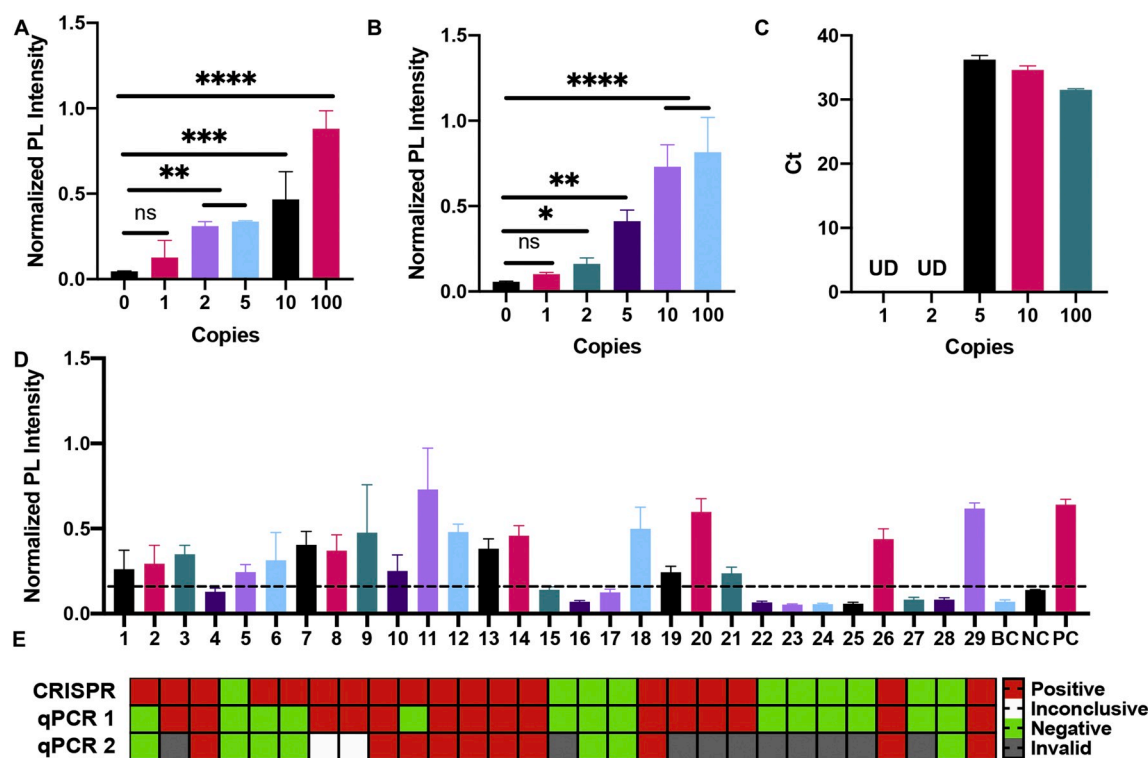 A
Normalized PL Intensity
1.5
1.0
0.5
0.0
****
***
**
ns
0 1 2 5 10 100
Copies
B
Normalized PL Intensity
1.5
1.0
0.5
0.0
****
**
*
ns
0 1 2 5 10 100
Copies
C
Ct
40
30
20
10
0
UD UD
1 2 5 10 100
Copies
D
Normalized PL Intensity
1.5
1.0
0.5
0.0
1 2 3 4 5 6 7 8 9 10 11 12 13 14 15 16 17 18 19 20 21 22 23 24 25 26 27 28 29 BC NC PC
E
CRISPR
qPCR 1
qPCR 2
Positive
Inconclusive
Negative
Invalid